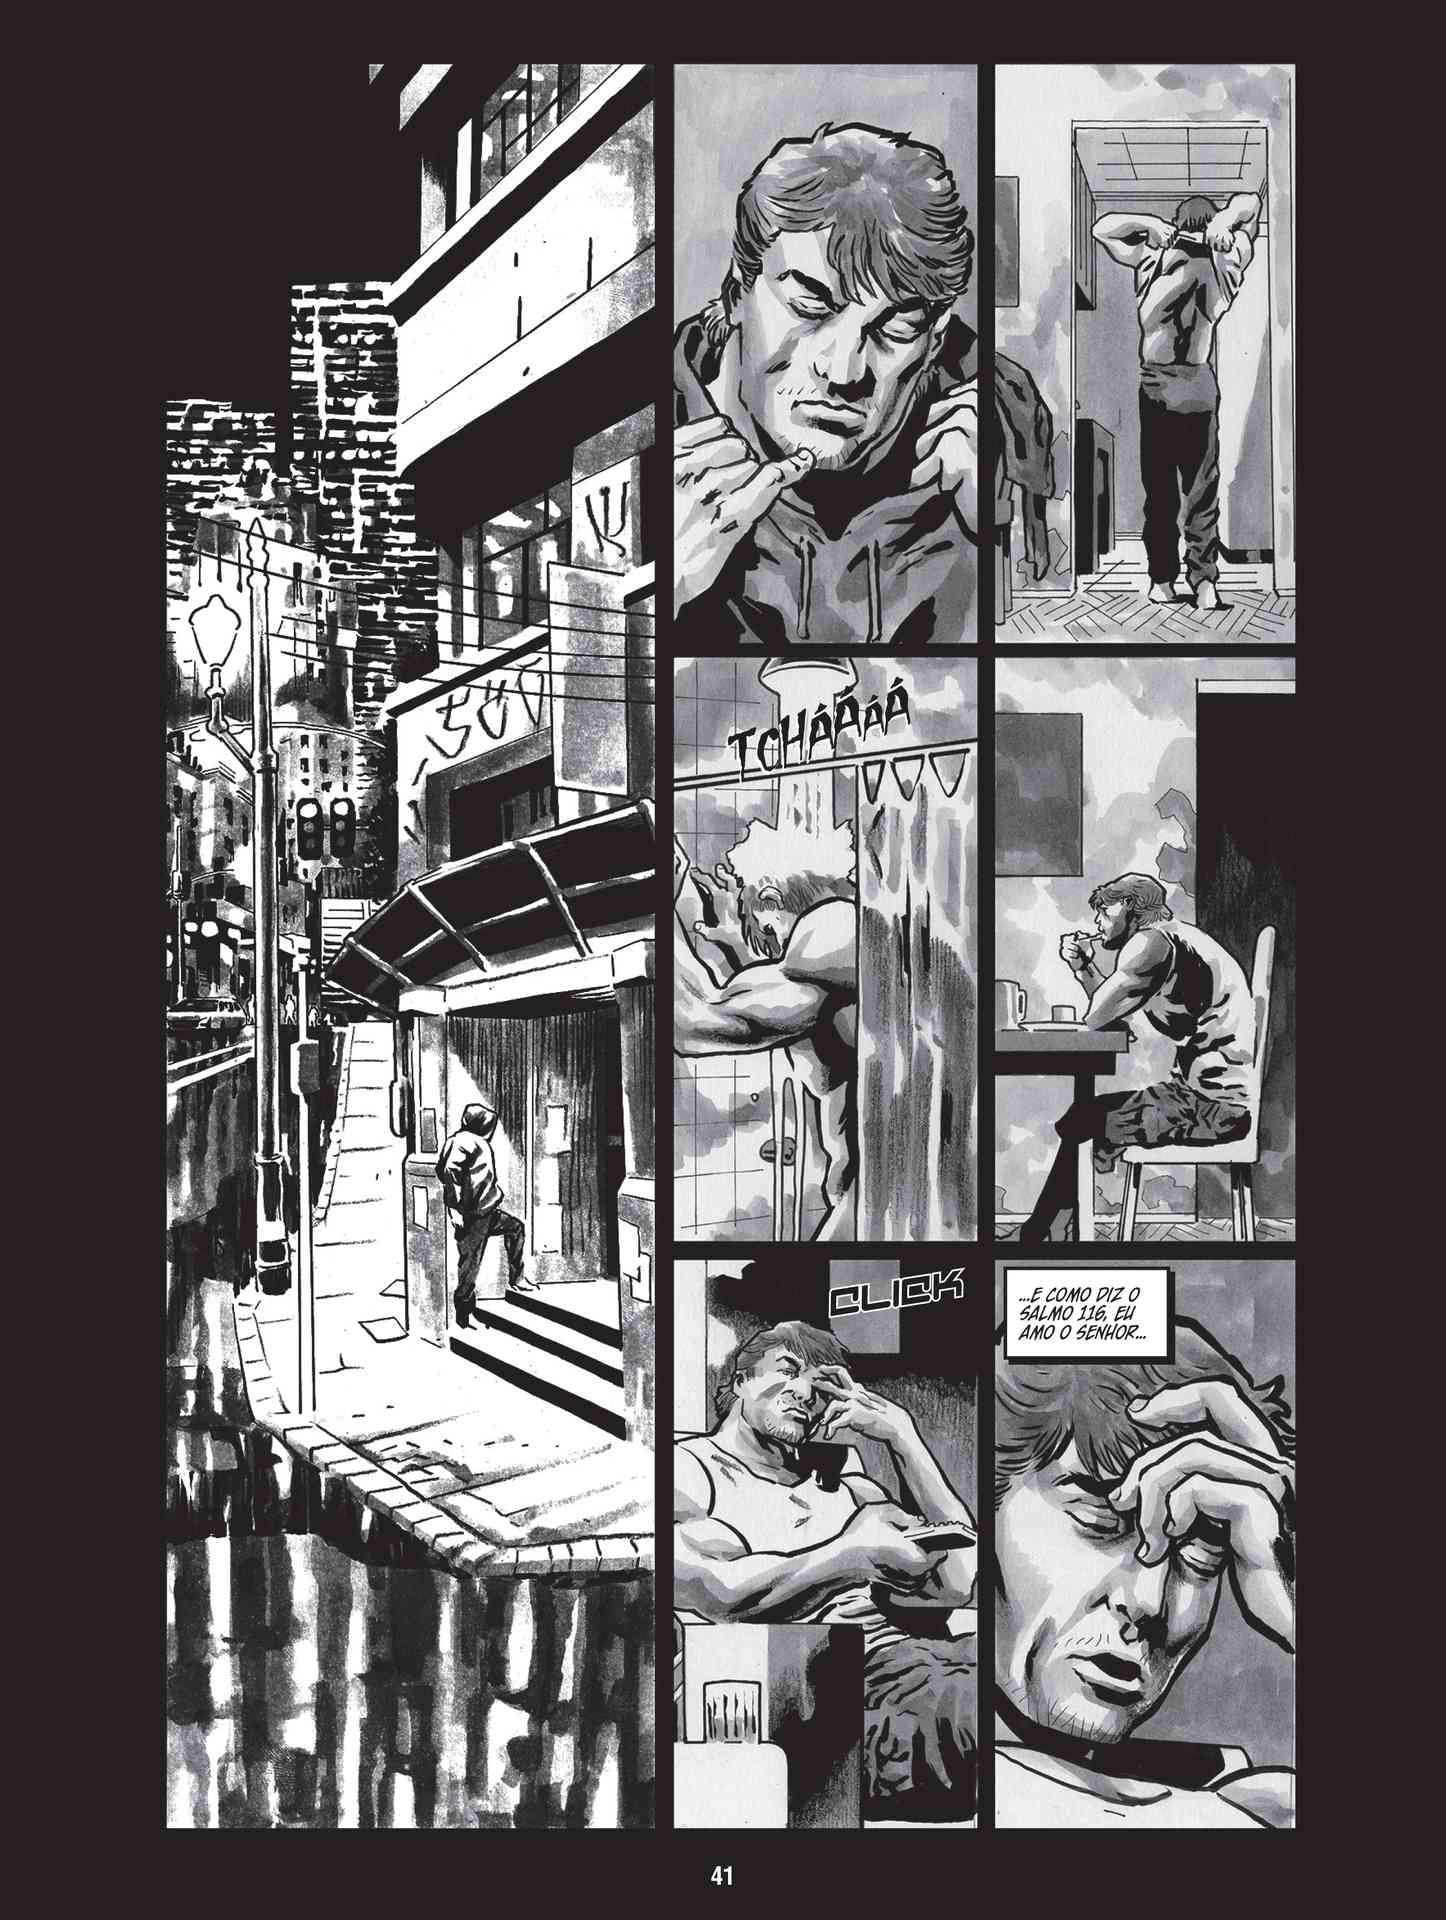 TCHÁÁÁÁ
CLICK
...E COMO DIZ O
SALMO 116, EU
AMO O SENHOR...
41